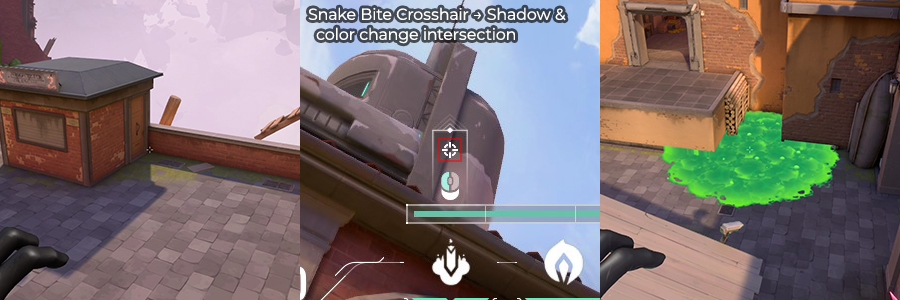 Snake Bite Crosshair → Shadow &
color change intersection